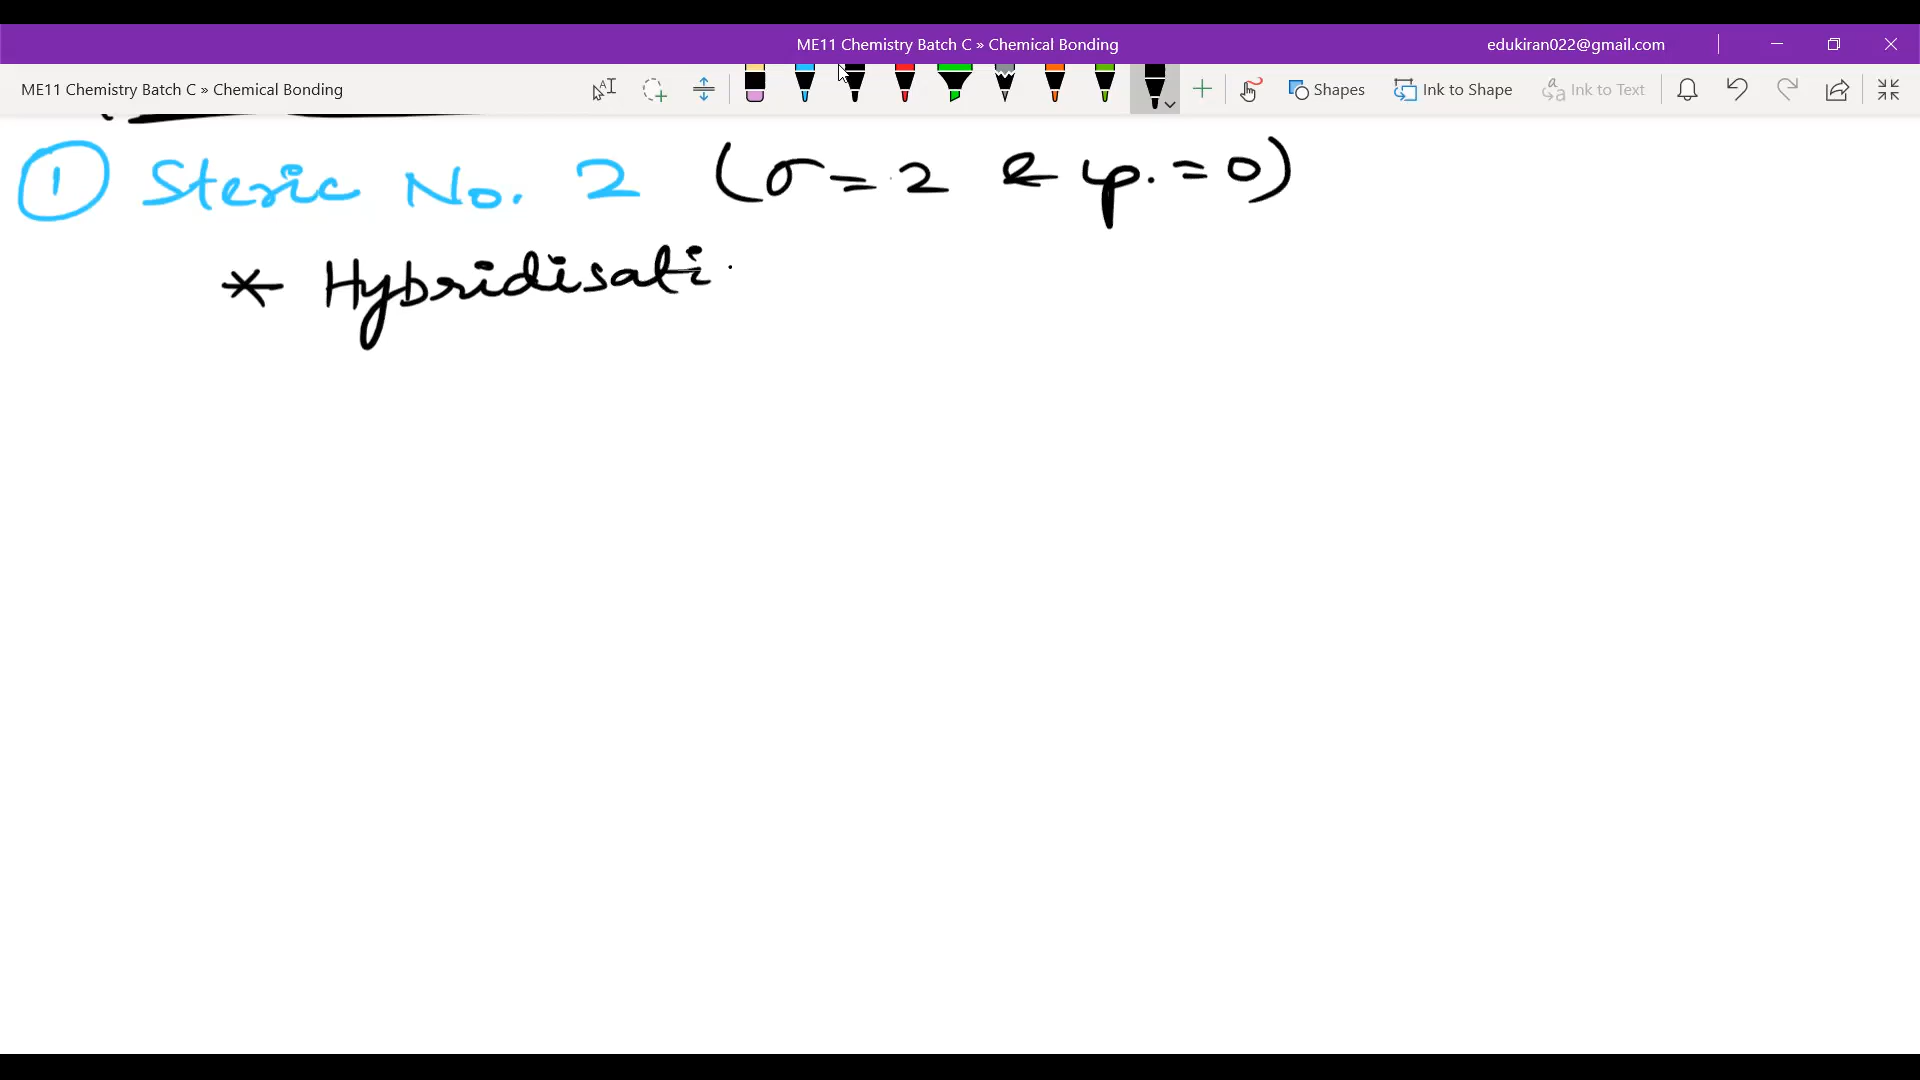 ME11 Chemistry Batch C » Chemical Bonding
edukiran022@gmail.com
ME11 Chemistry Batch C » Chemical Bonding
Shapes
Ink to Shape
Ink to Text
① Steric No. 2 (σ = 2 & lp. = 0)
* Hybridisati